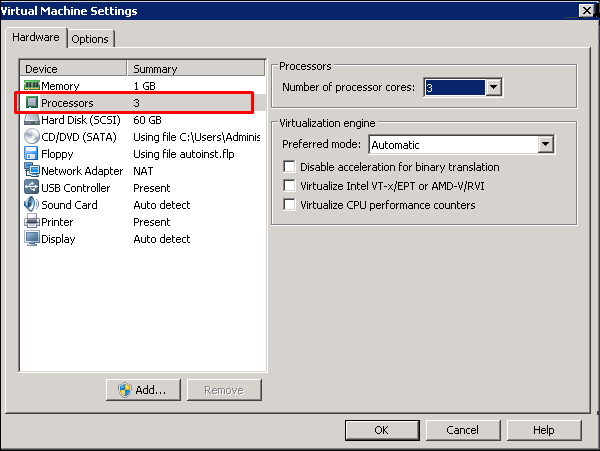 Virtual Machine Settings
Hardware Options
Device Summary
Memory 1 GB
Processors 3
Hard Disk (SCSI) 60 GB
CD/DVD (SATA) Using file C:\Users\Adminis
Floppy Using file autoinst.flp
Network Adapter NAT
USB Controller Present
Sound Card Auto detect
Printer Present
Display Auto detect
Add... Remove
Processors
Number of processor cores: 3
Virtualization engine
Preferred mode: Automatic
Disable acceleration for binary translation
Virtualize Intel VT-x/EPT or AMD-V/RVI
Virtualize CPU performance counters
OK Cancel Help